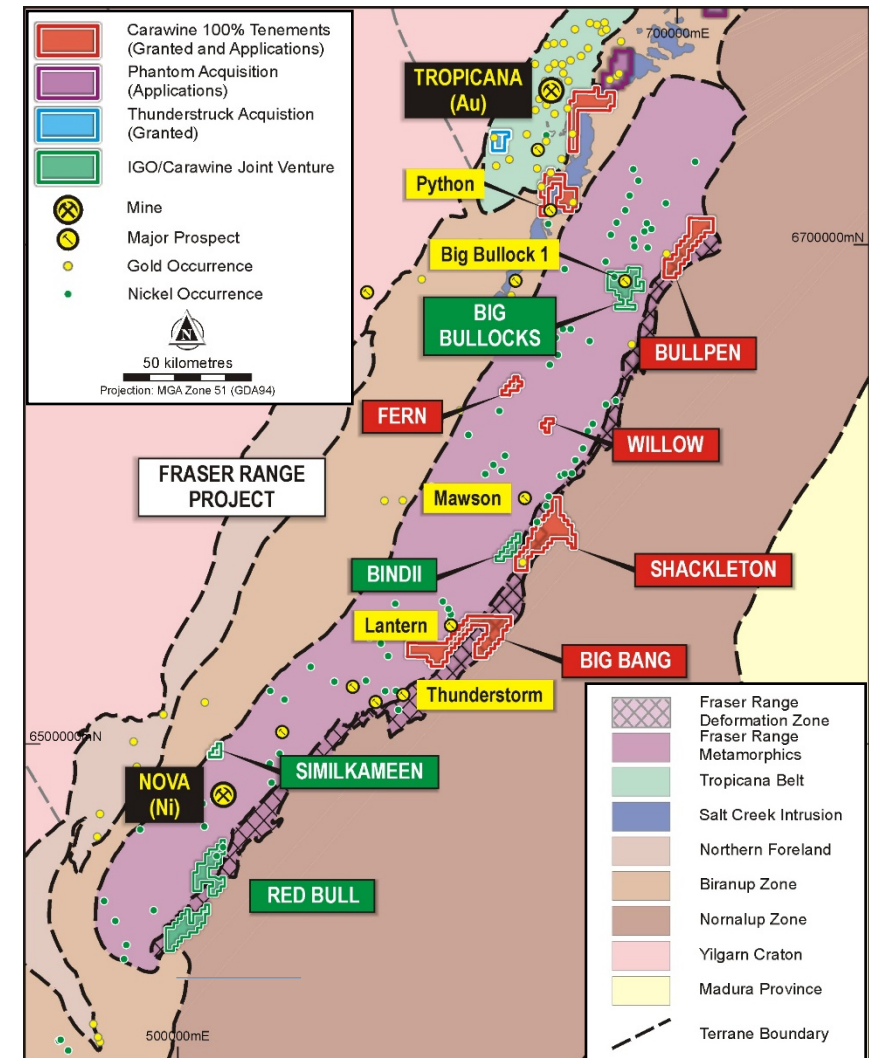 Carawine 100% Tenements
(Granted and Applications)
Phantom Acquisition
(Applications)
Thunderstruck Acquistion
(Granted)
IGO/Carawine Joint Venture
Mine
Major Prospect
Gold Occurrence
Nickel Occurrence
N
50 kilometres
Projection: MGA Zone 51 (GDA94)
700000mE
TROPICANA
(Au)
Python
6700000mN
Big Bullock 1
BIG
BULLOCKS
BULLPEN
FERN
WILLOW
FRASER RANGE
PROJECT
Mawson
BINDII
SHACKLETON
Lantern
BIG BANG
Thunderstorm
6500000mN
SIMILKAMEEN
NOVA
(Ni)
RED BULL
500000mE
Fraser Range
Deformation Zone
Fraser Range
Metamorphics
Tropicana Belt
Salt Creek Intrusion
Northern Foreland
Biranup Zone
Nornalup Zone
Yilgarn Craton
Madura Province
Terrane Boundary